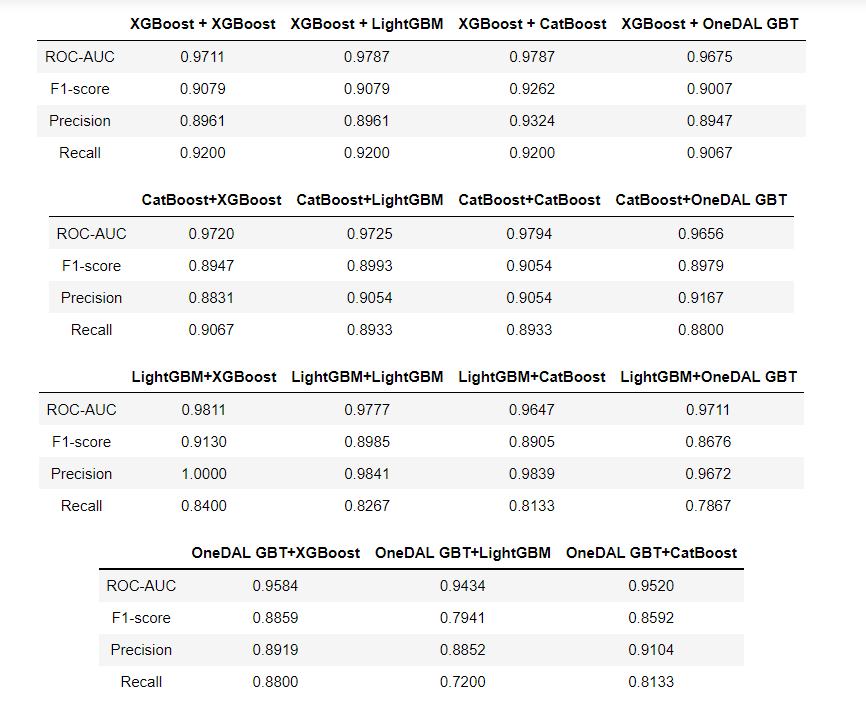 XGBoost + XGBoost XGBoost + LightGBM XGBoost + CatBoost XGBoost + OneDAL GBT
ROC-AUC 0.9711 0.9787 0.9787 0.9675
F1-score 0.9079 0.9079 0.9262 0.9007
Precision 0.8961 0.8961 0.9324 0.8947
Recall 0.9200 0.9200 0.9200 0.9067
CatBoost+XGBoost CatBoost+LightGBM CatBoost+CatBoost CatBoost+OneDAL GBT
ROC-AUC 0.9720 0.9725 0.9794 0.9656
F1-score 0.8947 0.8993 0.9054 0.8979
Precision 0.8831 0.9054 0.9054 0.9167
Recall 0.9067 0.8933 0.8933 0.8800
LightGBM+XGBoost LightGBM+LightGBM LightGBM+CatBoost LightGBM+OneDAL GBT
ROC-AUC 0.9811 0.9777 0.9647 0.9711
F1-score 0.9130 0.8985 0.8905 0.8676
Precision 1.0000 0.9841 0.9839 0.9672
Recall 0.8400 0.8267 0.8133 0.7867
OneDAL GBT+XGBoost OneDAL GBT+LightGBM OneDAL GBT+CatBoost
ROC-AUC 0.9584 0.9434 0.9520
F1-score 0.8859 0.7941 0.8592
Precision 0.8919 0.8852 0.9104
Recall 0.8800 0.7200 0.8133